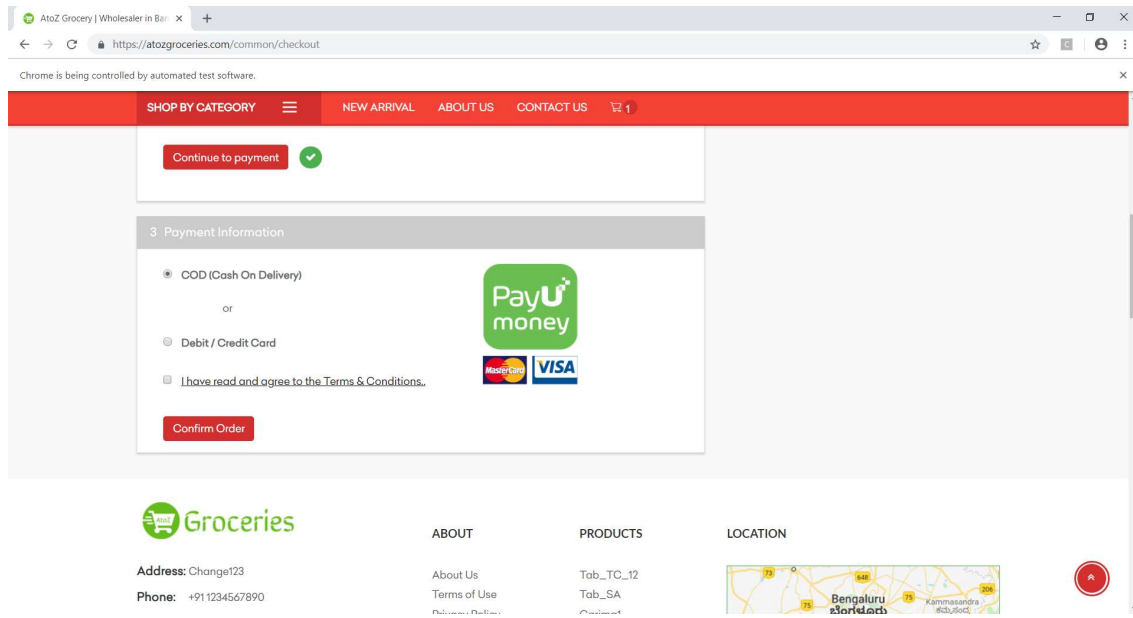 AtoZ Grocery | Wholesaler in Ban
https://atozgroceries.com/common/checkout
Chrome is being controlled by automated test software.
SHOP BY CATEGORY NEW ARRIVAL ABOUT US CONTACT US 1
Continue to payment
3 Payment Information
COD (Cash On Delivery)
or
Debit / Credit Card
I have read and agree to the Terms & Conditions..
Confirm Order
PayU
money
MasterCard VISA
AtoZ Groceries
Address: Change123
Phone: +91 1234567890
ABOUT
About Us
Terms of Use
Privacy Policy
PRODUCTS
Tab_TC_12
Tab_SA
LOCATION
73
648
75
Bengaluru
ಬೆಂಗಳೂರು
75
Kammasandra
206